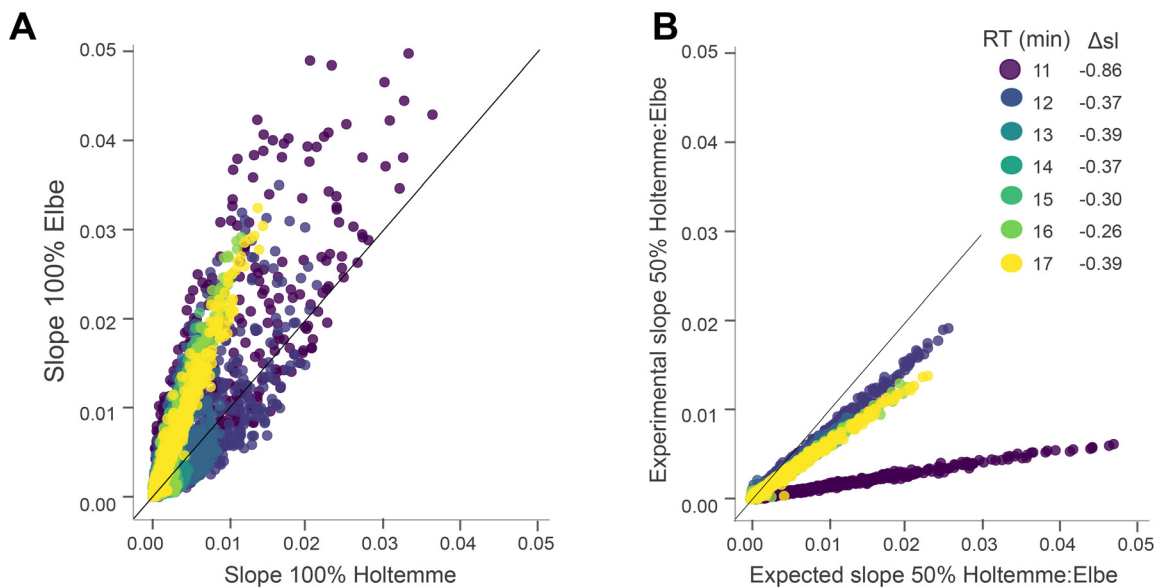 A
0.05
0.04
0.03
0.02
0.01
0.00
Slope 100% Elbe
0.00 0.01 0.02 0.03 0.04 0.05
Slope 100% Holtemme
B
RT (min) Δsl
11 -0.86
12 -0.37
13 -0.39
14 -0.37
15 -0.30
16 -0.26
17 -0.39
0.05
0.04
0.03
0.02
0.01
0.00
Experimental slope 50% Holtemme:Elbe
0.00 0.01 0.02 0.03 0.04 0.05
Expected slope 50% Holtemme:Elbe